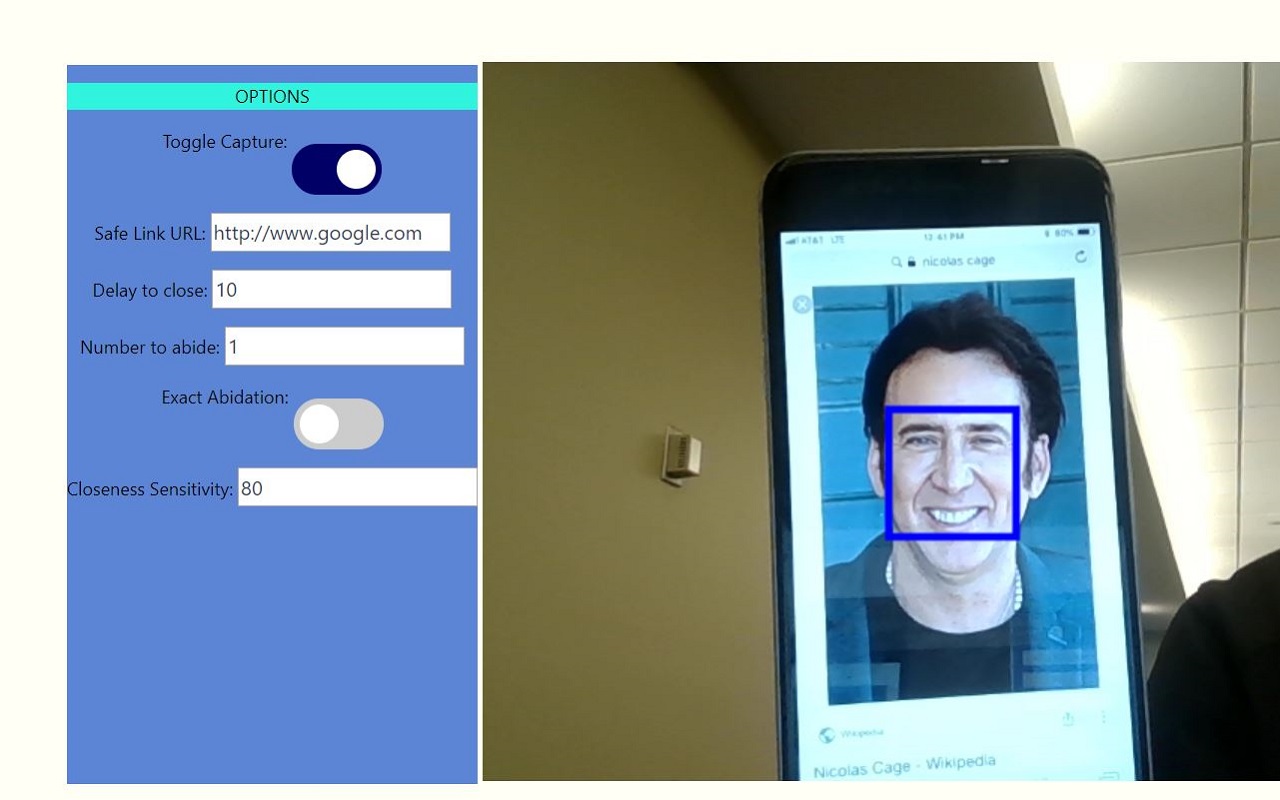 OPTIONS
Toggle Capture:
Safe Link URL: http://www.google.com
Delay to close: 10
Number to abide: 1
Exact Abidation:
Closeness Sensitivity: 80
AT&T LTE 12:41 PM 80%
nicolas cage
Wikipedia
Nicolas Cage - Wikipedia